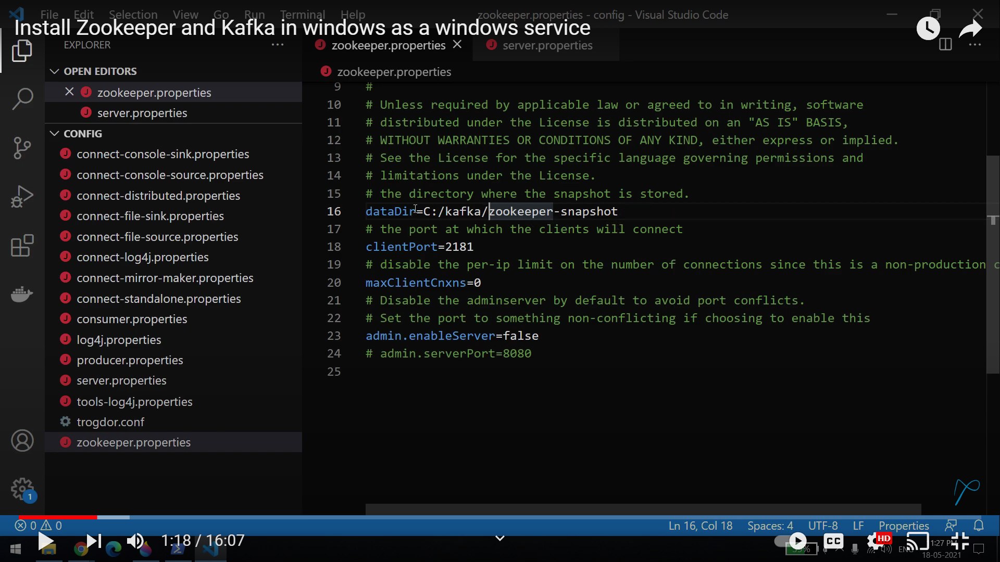 File Edit Selection View Go Run Terminal Help
zookeeper.properties - config - Visual Studio Code
Install Zookeeper and Kafka in windows as a windows service
EXPLORER
zookeeper.properties
server.properties
OPEN EDITORS
zookeeper.properties
server.properties
CONFIG
connect-console-sink.properties
connect-console-source.properties
connect-distributed.properties
connect-file-sink.properties
connect-file-source.properties
connect-log4j.properties
connect-mirror-maker.properties
connect-standalone.properties
consumer.properties
log4j.properties
producer.properties
server.properties
tools-log4j.properties
trogdor.conf
zookeeper.properties
1
zookeeper.properties
9 #
10 # Unless required by applicable law or agreed to in writing, software
11 # distributed under the License is distributed on an "AS IS" BASIS,
12 # WITHOUT WARRANTIES OR CONDITIONS OF ANY KIND, either express or implied.
13 # See the License for the specific language governing permissions and
14 # limitations under the License.
15 # the directory where the snapshot is stored.
16 dataDir=C:/kafka/zookeeper-snapshot
17 # the port at which the clients will connect
18 clientPort=2181
19 # disable the per-ip limit on the number of connections since this is a non-production c
20 maxClientCnxns=0
21 # Disable the adminserver by default to avoid port conflicts.
22 # Set the port to something non-conflicting if choosing to enable this
23 admin.enableServer=false
24 # admin.serverPort=8080
25
0 0
Ln 16, Col 18 Spaces: 4 UTF-8 LF Properties
1:18 / 16:07
CC
HD
1:27 PM
18-05-2021